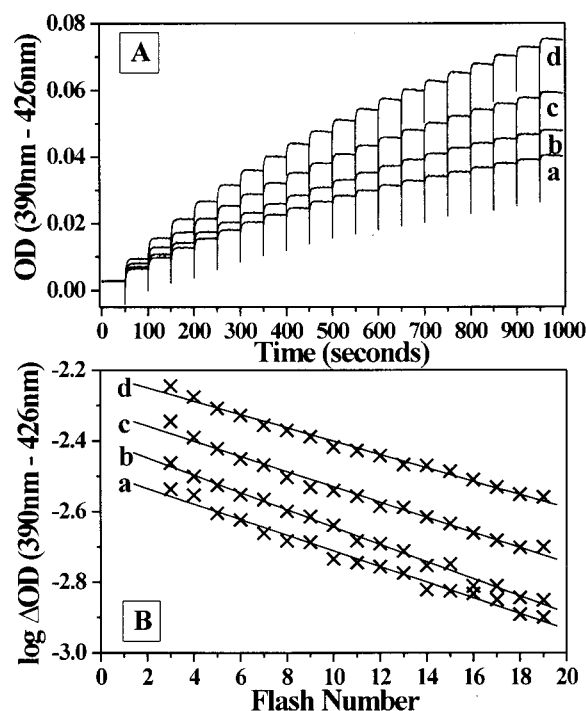 A
OD (390nm - 426nm)
0.08
0.06
0.04
0.02
0.00
d
c
b
a
0 100 200 300 400 500 600 700 800 900 1000
Time (seconds)
B
log ΔOD (390nm - 426nm)
-2.2
-2.4
-2.6
-2.8
-3.0
d
c
b
a
0 2 4 6 8 10 12 14 16 18 20
Flash Number